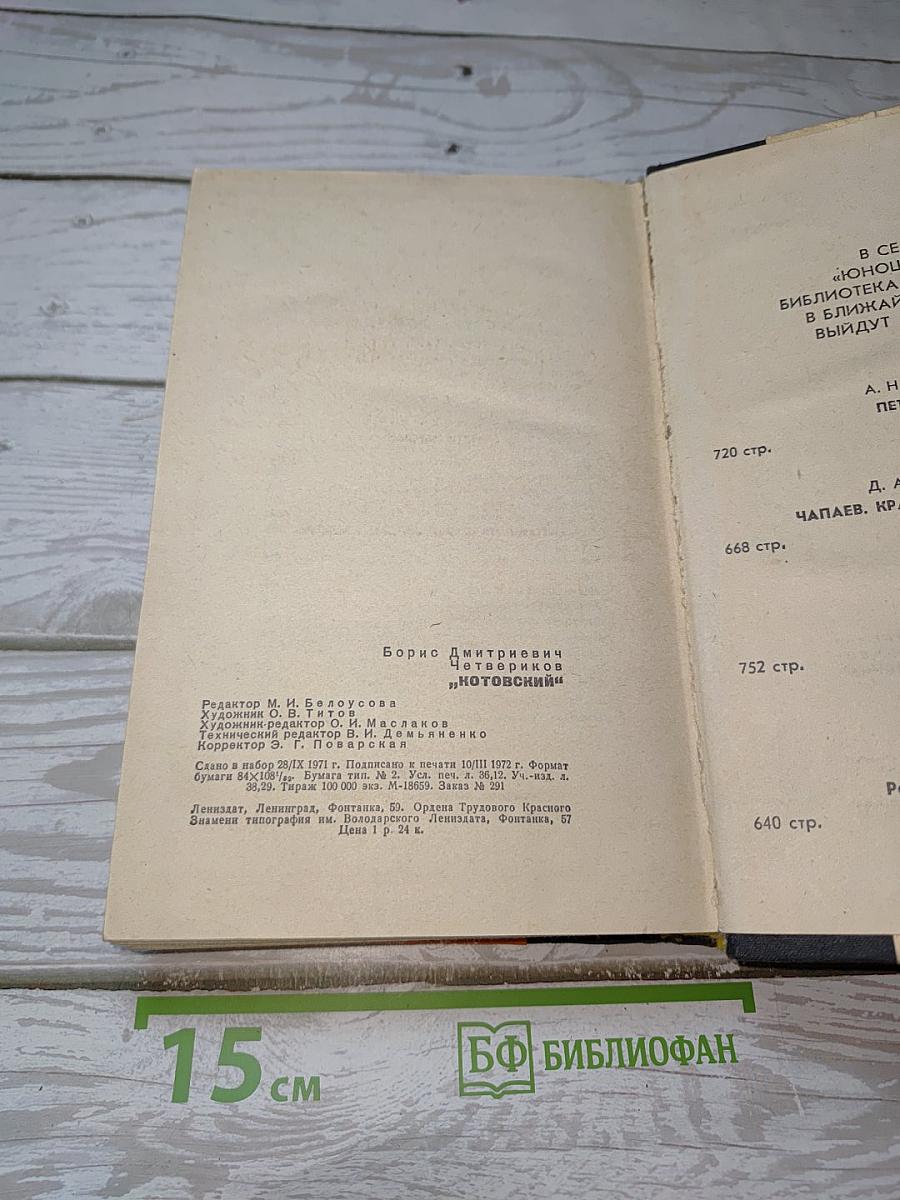 Борис Дмитриевич
Четвериков
„КОТОВСКИЙ“
Редактор М. И. Белоусова
Художник О. В. Титов
Художник-редактор О. И. Маслаков
Технический редактор В. И. Демьяненко
Корректор Э. Г. Поварская
Сдано в набор 28/IX 1971 г. Подписано к печати 10/III 1972 г. Формат
бумаги 84×108¹/₃₂. Бумага тип. № 2. Усл. печ. л. 36,12. Уч.-изд. л.
38,29. Тираж 100 000 экз. М-18659. Заказ № 291
Лениздат, Ленинград, Фонтанка, 59. Ордена Трудового Красного
Знамени типография им. Володарского Лениздата, Фонтанка, 57
Цена 1 р. 24 к.
В СЕ
«ЮНОШ
БИБЛИОТЕКА
В БЛИЖАЙ
ВЫЙДУТ
А. Н
ПЕТ
720 стр.
Д. А
ЧАПАЕВ. КРА
668 стр.
752 стр.
640 стр.
15 см
БФ БИБЛИОФАН